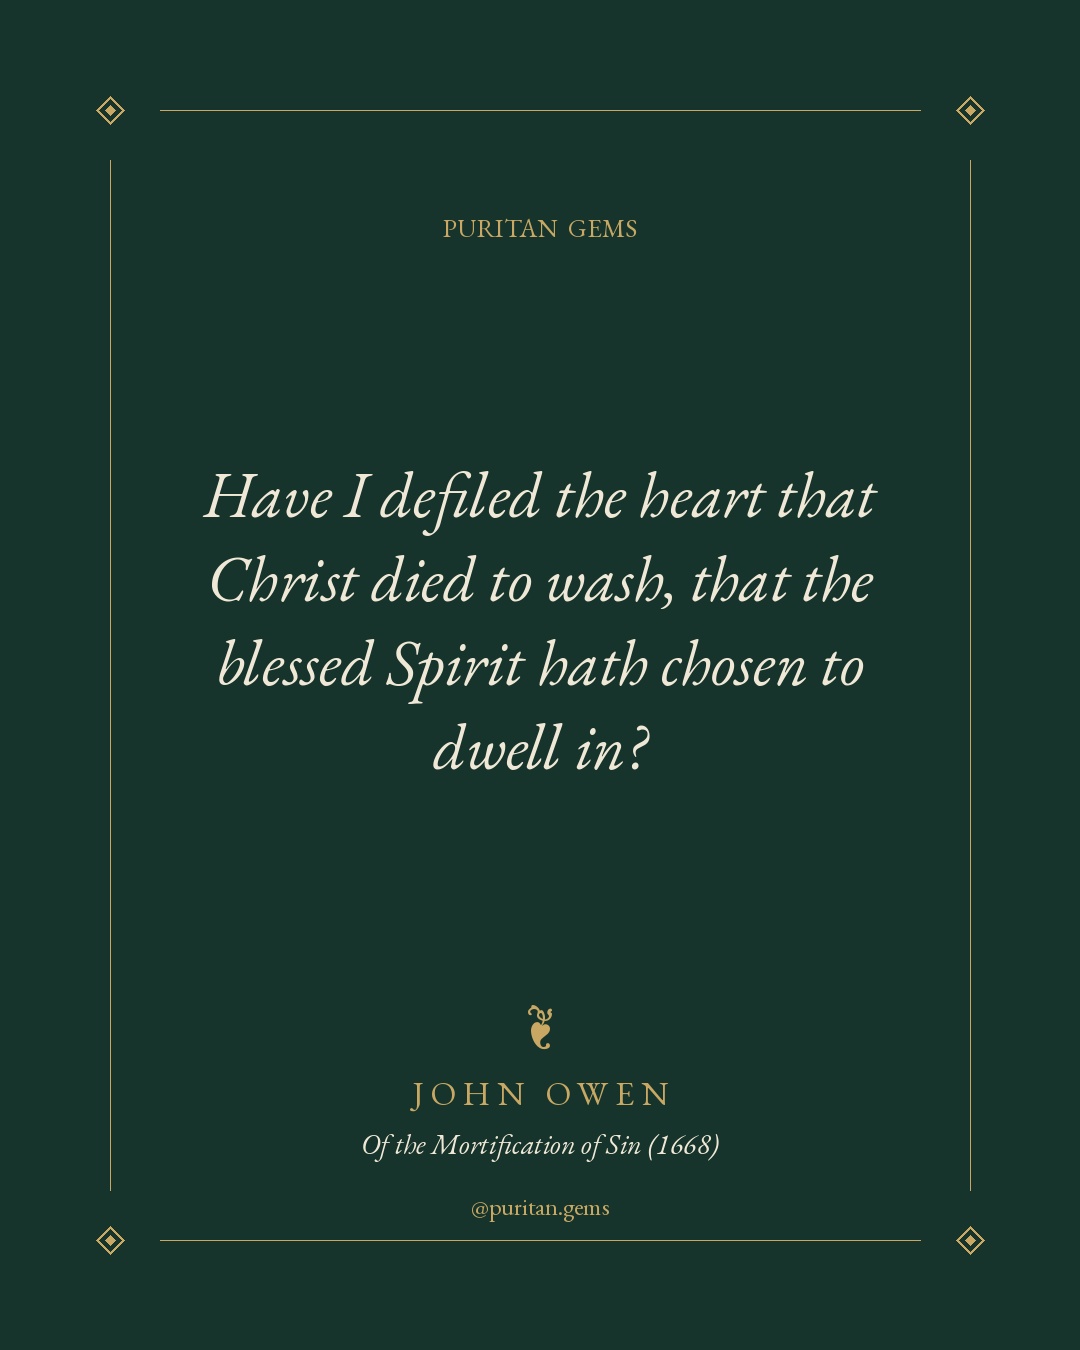 PURITAN GEMS
Have I defiled the heart that
Christ died to wash, that the
blessed Spirit hath chosen to
dwell in?
JOHN OWEN
Of the Mortification of Sin (1668)
@puritan.gems